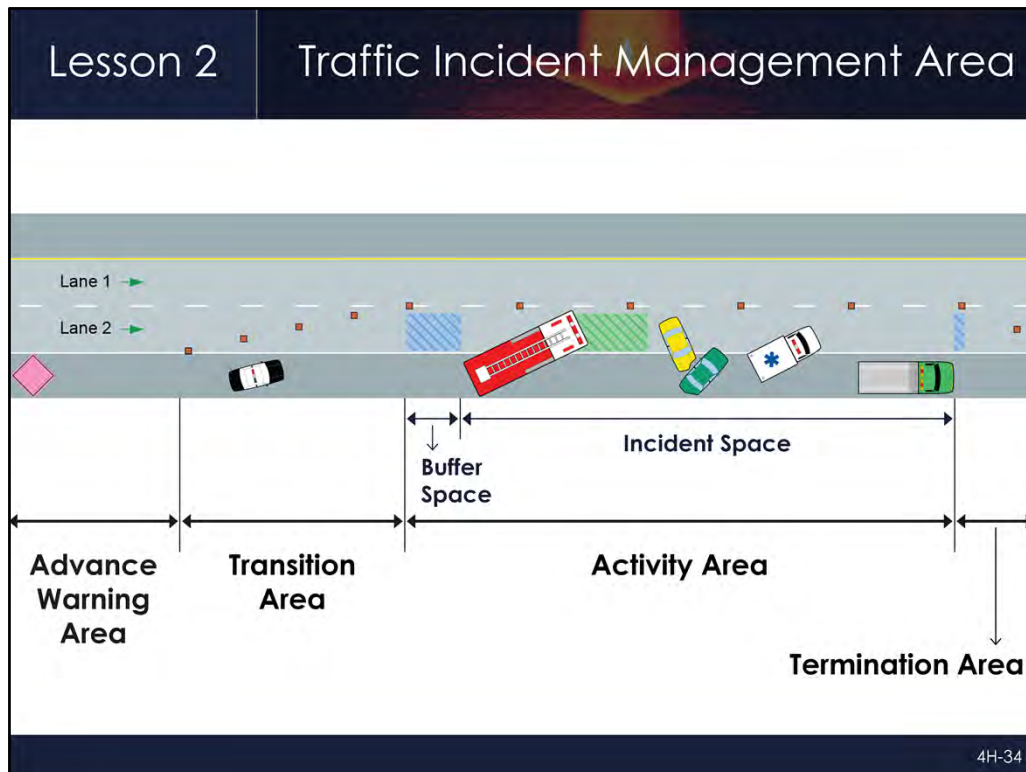 Lesson 2
Traffic Incident Management Area
Lane 1
Lane 2
Buffer
Space
Incident Space
Advance
Warning
Area
Transition
Area
Activity Area
Termination Area
4H-34